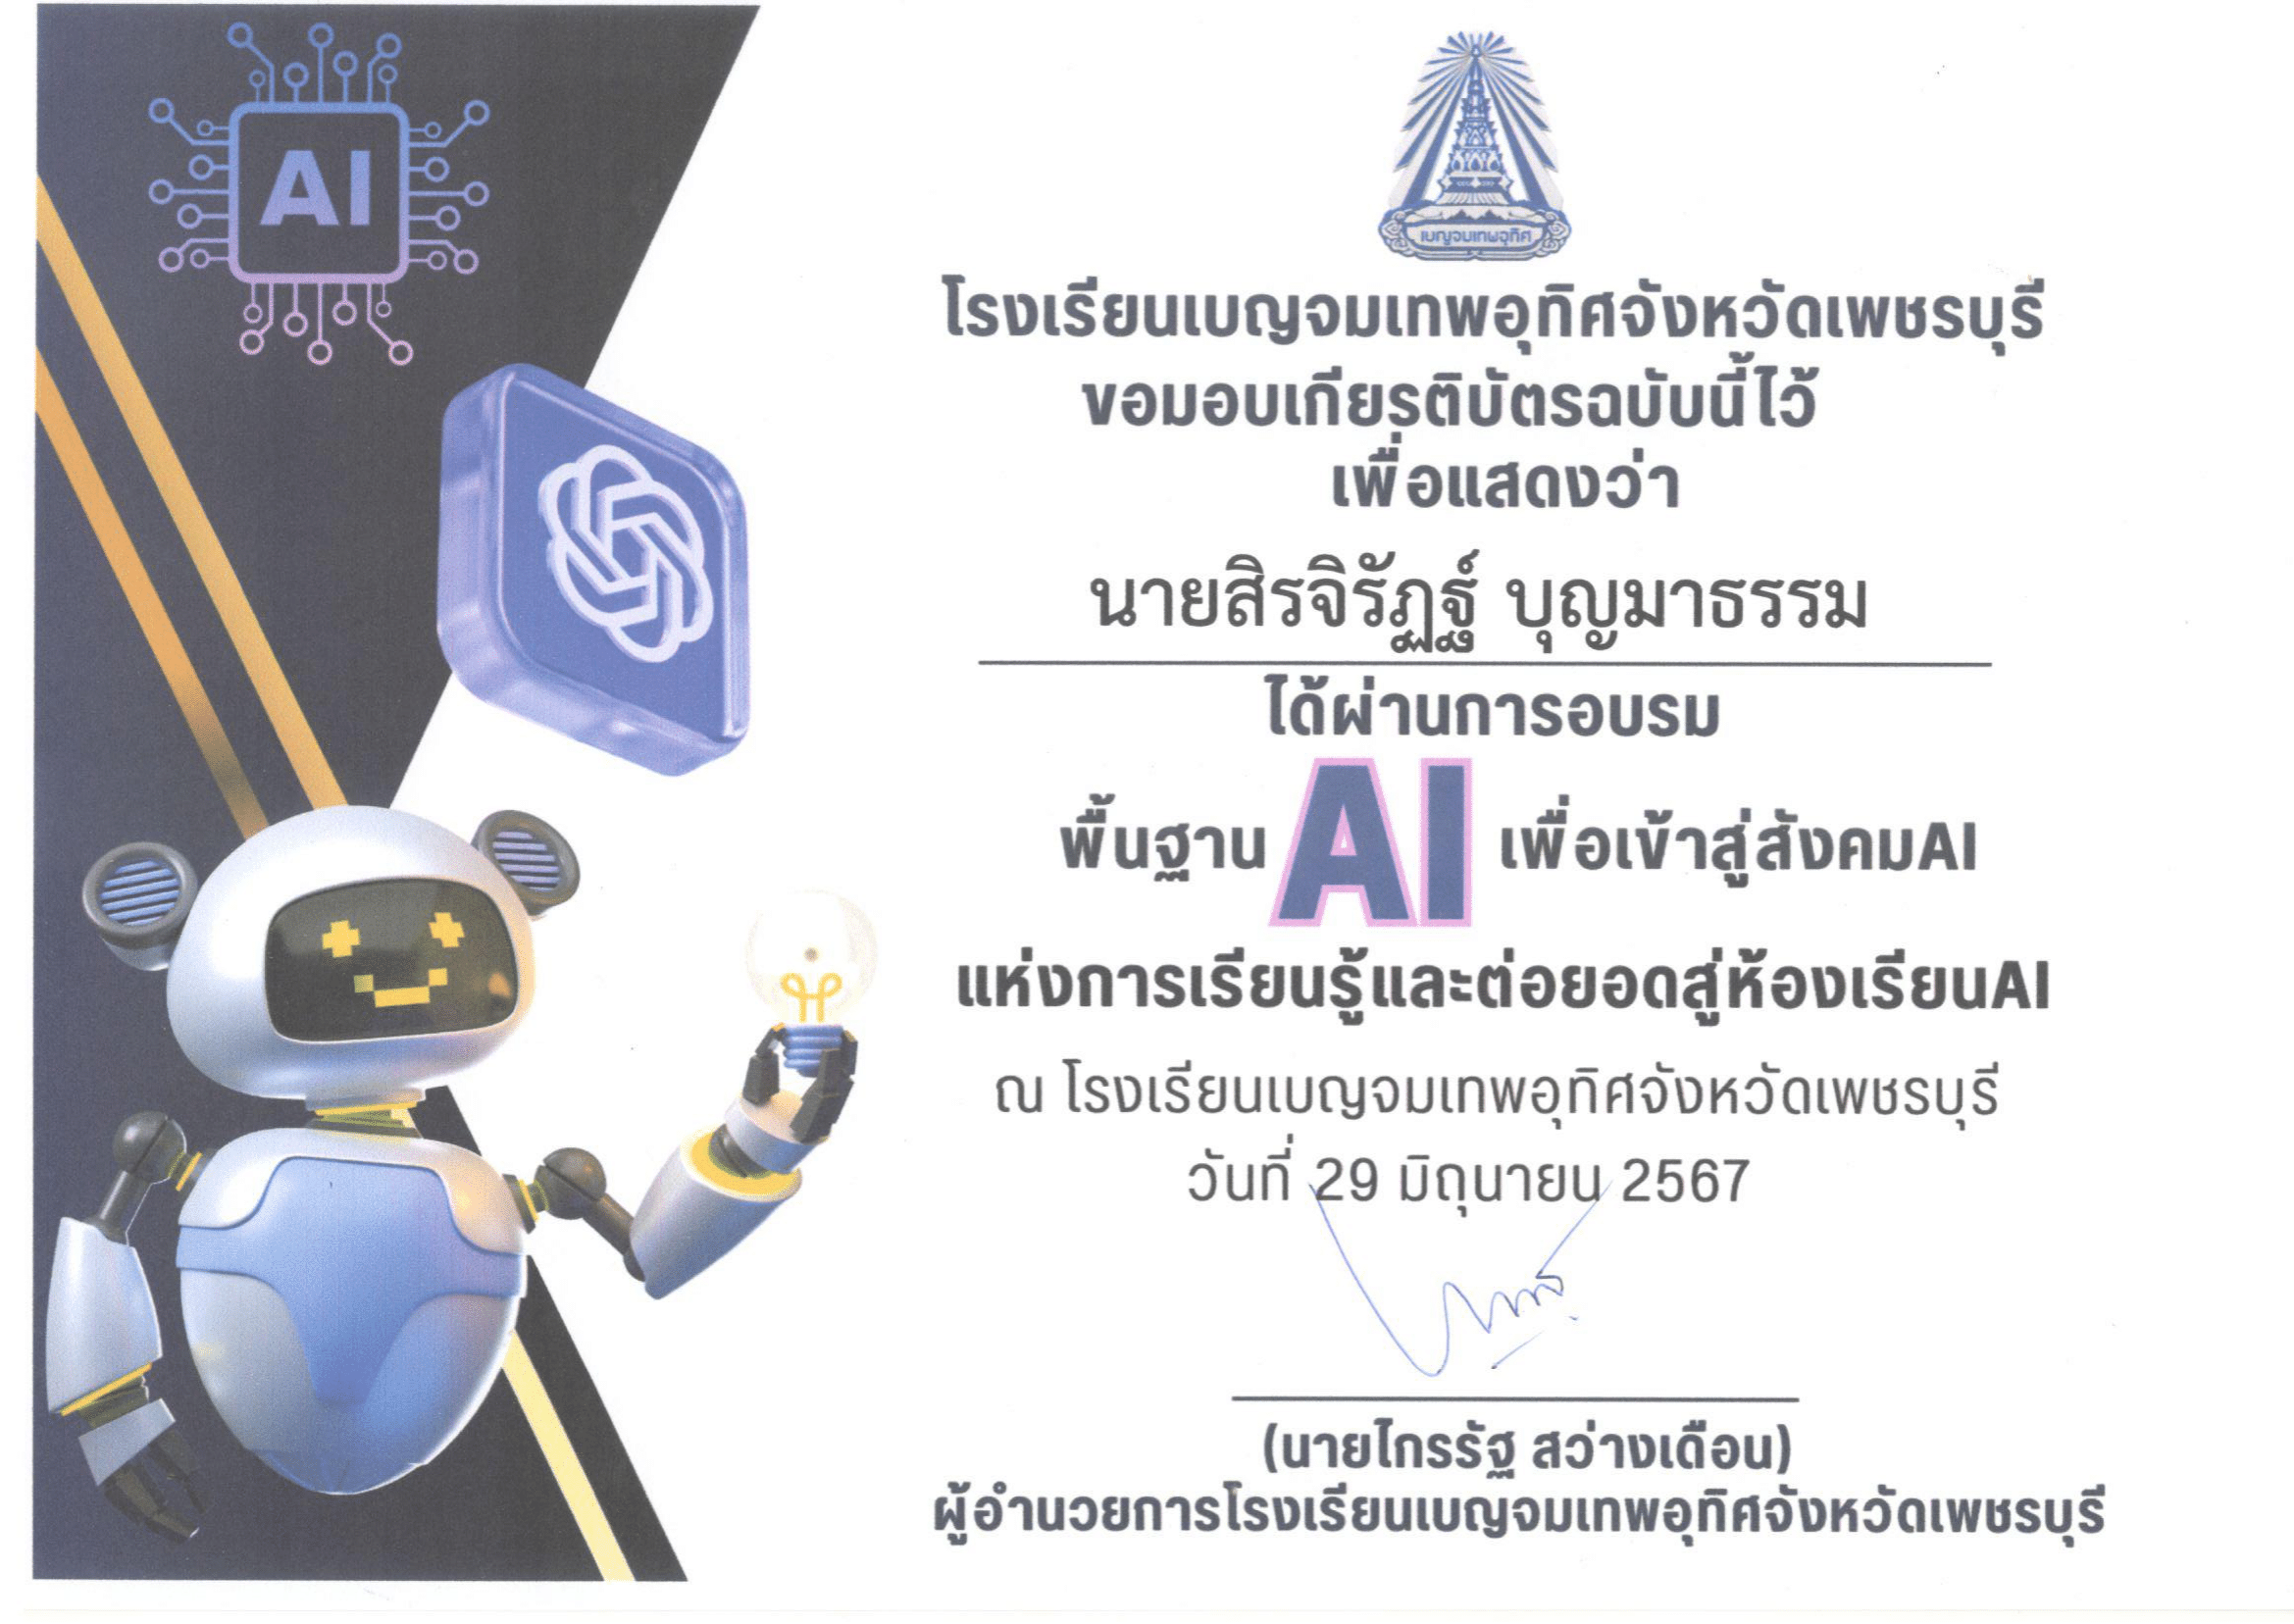 AI
เบญจมเทพอุทิศ
โรงเรียนเบญจมเทพอุทิศจังหวัดเพชรบุรี
ขอมอบเกียรติบัตรฉบับนี้ไว้
เพื่อแสดงว่า
นายสิรจิรัฏฐ์ บุญมาธรรม
ได้ผ่านการอบรม
พื้นฐาน AI เพื่อเข้าสู่สังคมAI
แห่งการเรียนรู้และต่อยอดสู่ห้องเรียนAI
ณ โรงเรียนเบญจมเทพอุทิศจังหวัดเพชรบุรี
วันที่ 29 มิถุนายน 2567
(นายไกรรัฐ สว่างเดือน)
ผู้อำนวยการโรงเรียนเบญจมเทพอุทิศจังหวัดเพชรบุรี